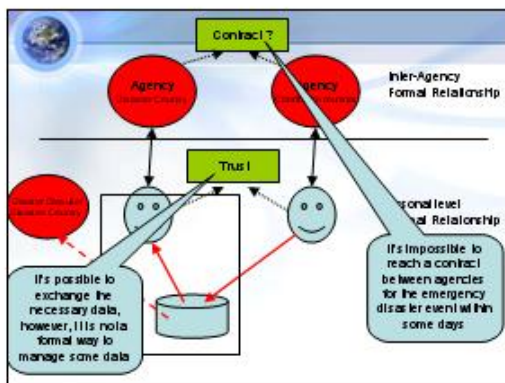 Contract ?
Agency
Agency
Inter-Agency
Formal Relationship
Trust
Relationship
It's possible to
exchange the
necessary data,
however, it is not a
formal way to
manage some data
It's impossible to
reach a contract
between agencies
for the emergency
disaster event within
some days